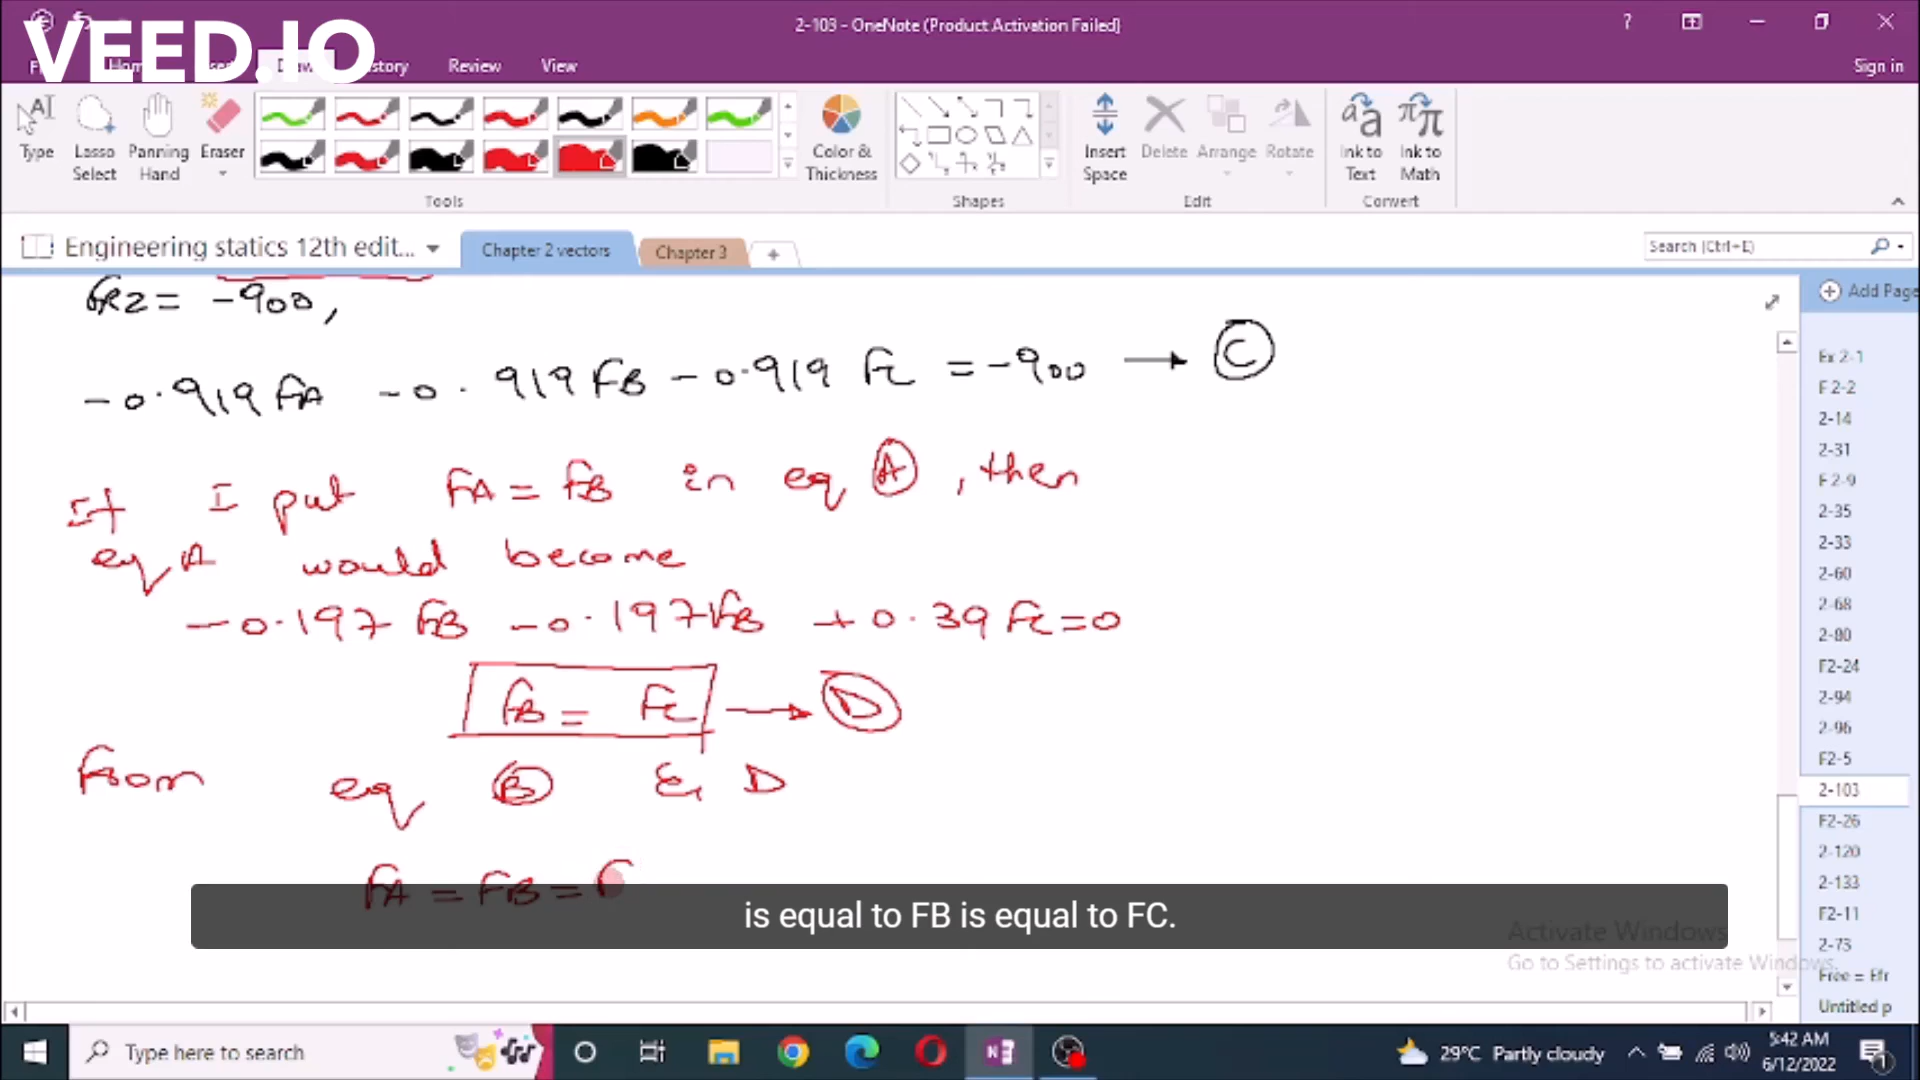 VEED.IO
2-103 - OneNote (Product Activation Failed)
?
Review
View
Sign in
Type
Lasso Select
Panning Hand
Eraser
Color & Thickness
Insert Space
Delete
Arrange
Rotate
Ink to Text
Ink to Math
Tools
Shapes
Edit
Convert
Engineering statics 12th edit...
Chapter 2 vectors
Chapter 3
Search (Ctrl+E)
Add Page
FRZ = -900,
-0.919 FA -0.919 FB -0.919 FC = -900 → C
If I put FA = FB in eq A, then
eq A would become
-0.197 FB -0.197 FB +0.39 FC = 0
FB = FC → D
From eq B & D
FA = FB = F
is equal to FB is equal to FC.
Activate Windows
Go to Settings to activate Windows.
Ex 2-1
F 2-2
2-14
2-31
F 2-9
2-35
2-33
2-60
2-68
2-80
F2-24
2-94
2-96
F2-5
2-103
F2-26
2-120
2-133
F2-11
2-73
Free = Efr
Untitled p
Type here to search
29°C Partly cloudy
5:42 AM
6/12/2022